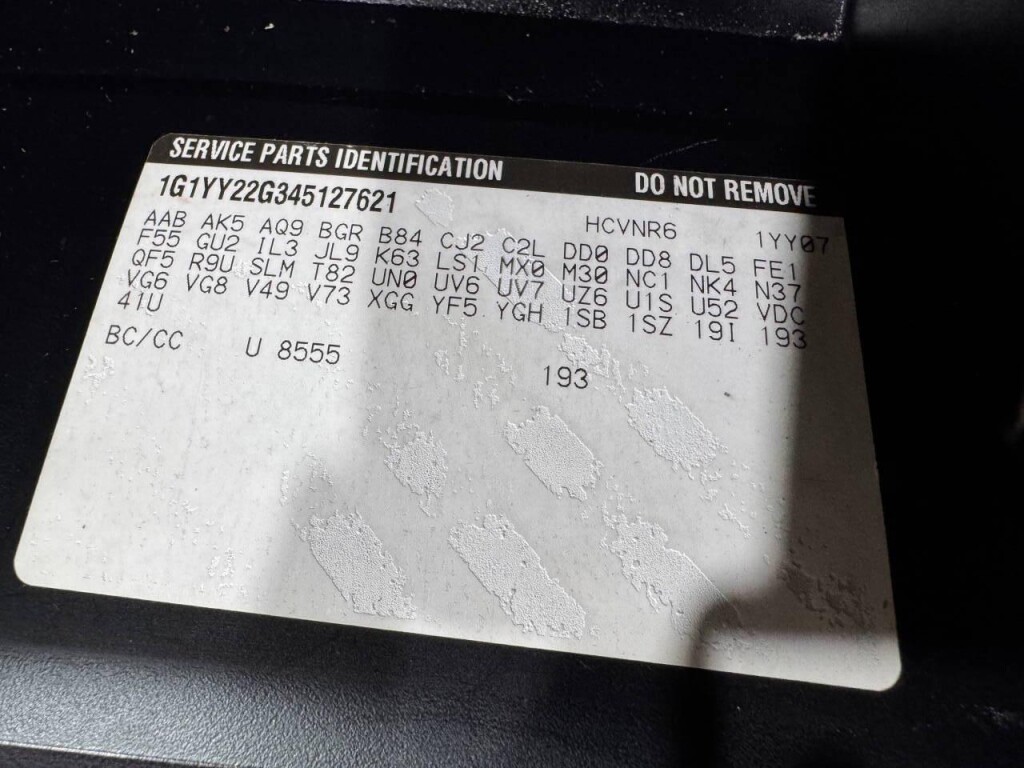 SERVICE PARTS IDENTIFICATION DO NOT REMOVE
1G1YY22G345127621 HCVNR6 1YY07
AAB AK5 AQ9 BGR B84 CJ2 C2L DD0 DD8 DL5 FE1
F55 GU2 IL3 JL9 K63 LS1 MX0 M30 NC1 NK4 N37
QF5 R9U SLM T82 UN0 UV6 UV7 UZ6 U1S U52 VDC
VG6 VG8 V49 V73 XGG YF5 YGH 1SB 1SZ 19I 193
41U
BC/CC U 8555 193